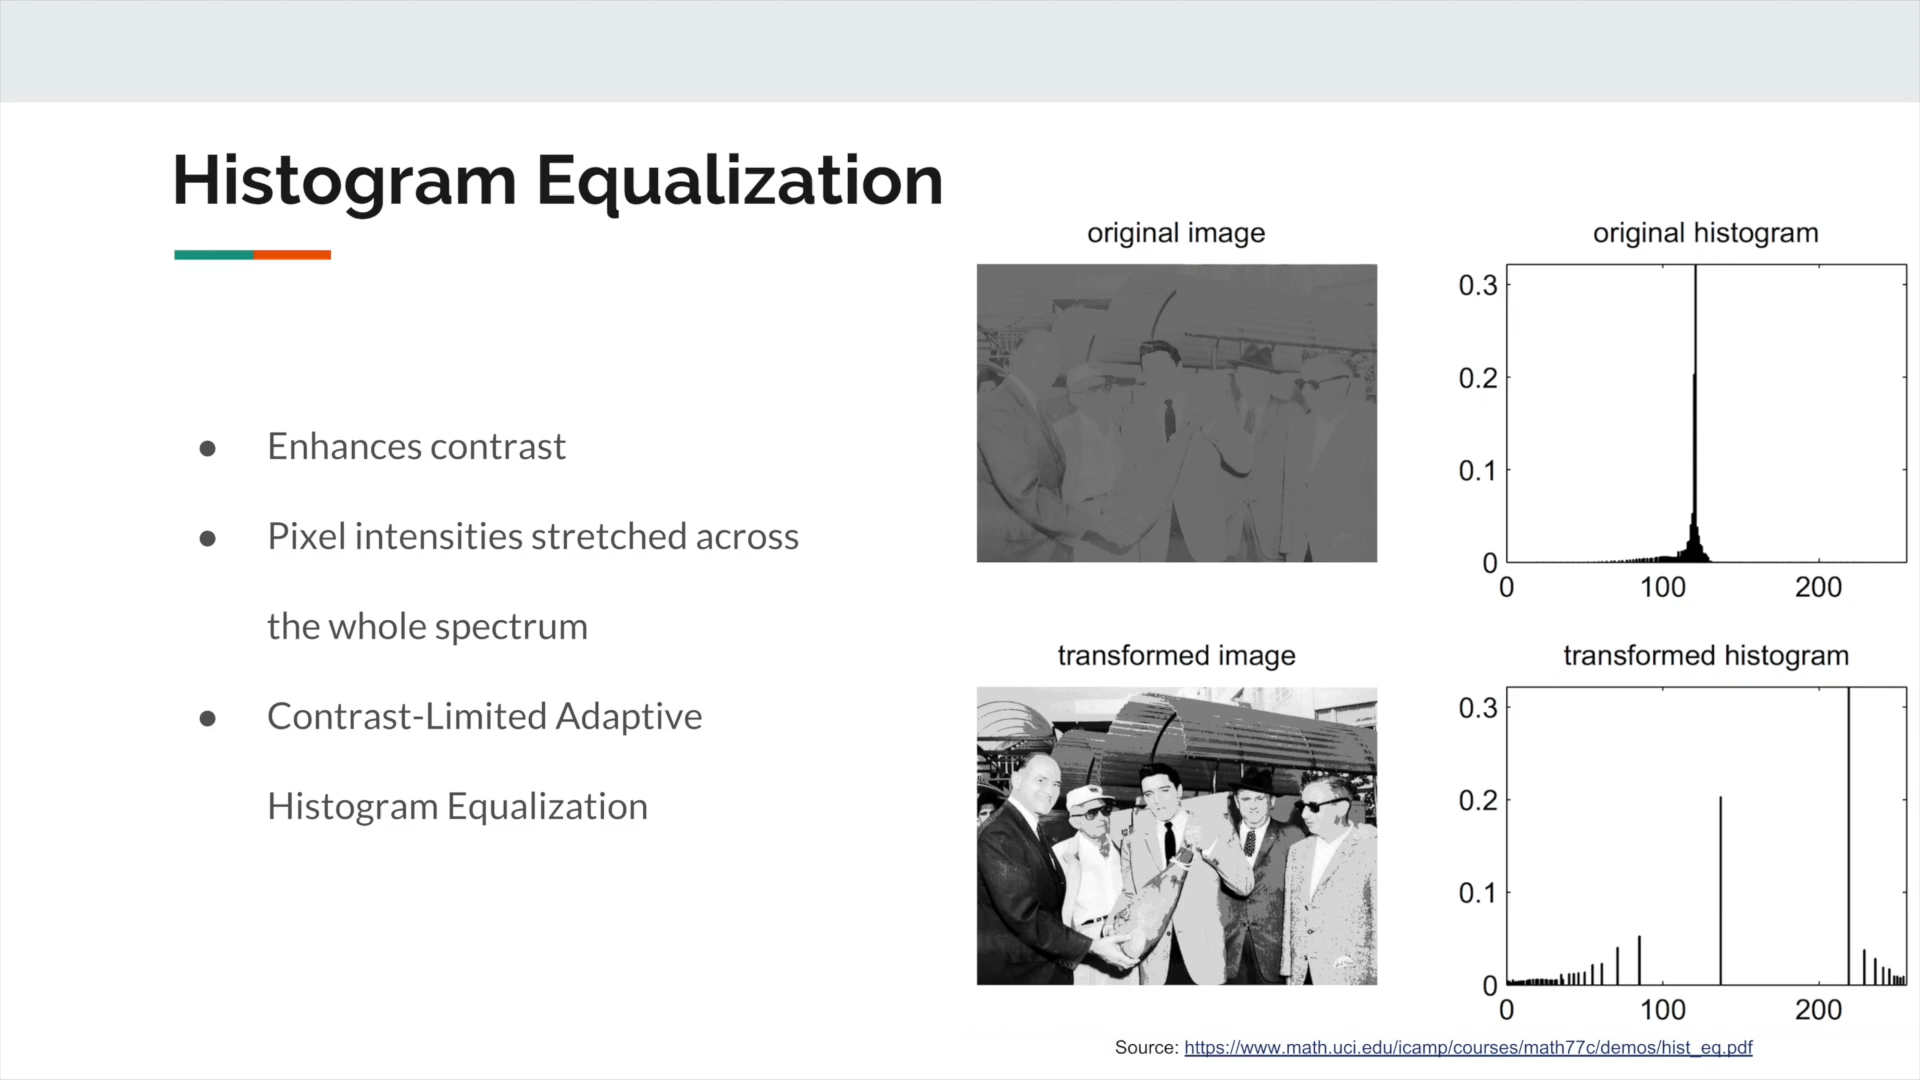 Histogram Equalization
● Enhances contrast
● Pixel intensities stretched across
the whole spectrum
● Contrast-Limited Adaptive
Histogram Equalization
original image
original histogram
0.3
0.2
0.1
0
0 100 200
transformed image
transformed histogram
0.3
0.2
0.1
0
0 100 200
Source: https://www.math.uci.edu/icamp/courses/math77c/demos/hist_eq.pdf